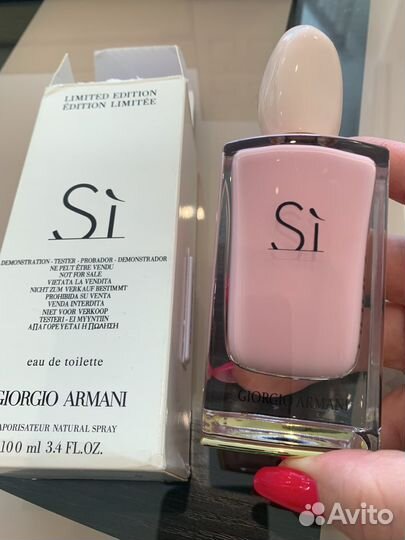 LIMITED EDITION
ÉDITION LIMITÉE
Sì
DEMONSTRATION - TESTER - PROBADOR - DEMONSTRADOR
NE PEUT ÊTRE VENDU
NOT FOR SALE
VIETATA LA VENDITA
NICHT ZUM VERKAUF BESTIMMT
PROHIBIDA SU VENTA
VENDA INTERDITA
NIET VOOR VERKOOP
TESTERI - EI MYYNTIIN
ΑΠΑΓΟΡΕΥΕΤΑΙ Η ΠΩΛΗΣΗ
eau de toilette
GIORGIO ARMANI
VAPORISATEUR NATURAL SPRAY
100 ml 3.4 FL.OZ.
Sì
GIORGIO ARMANI
Avito